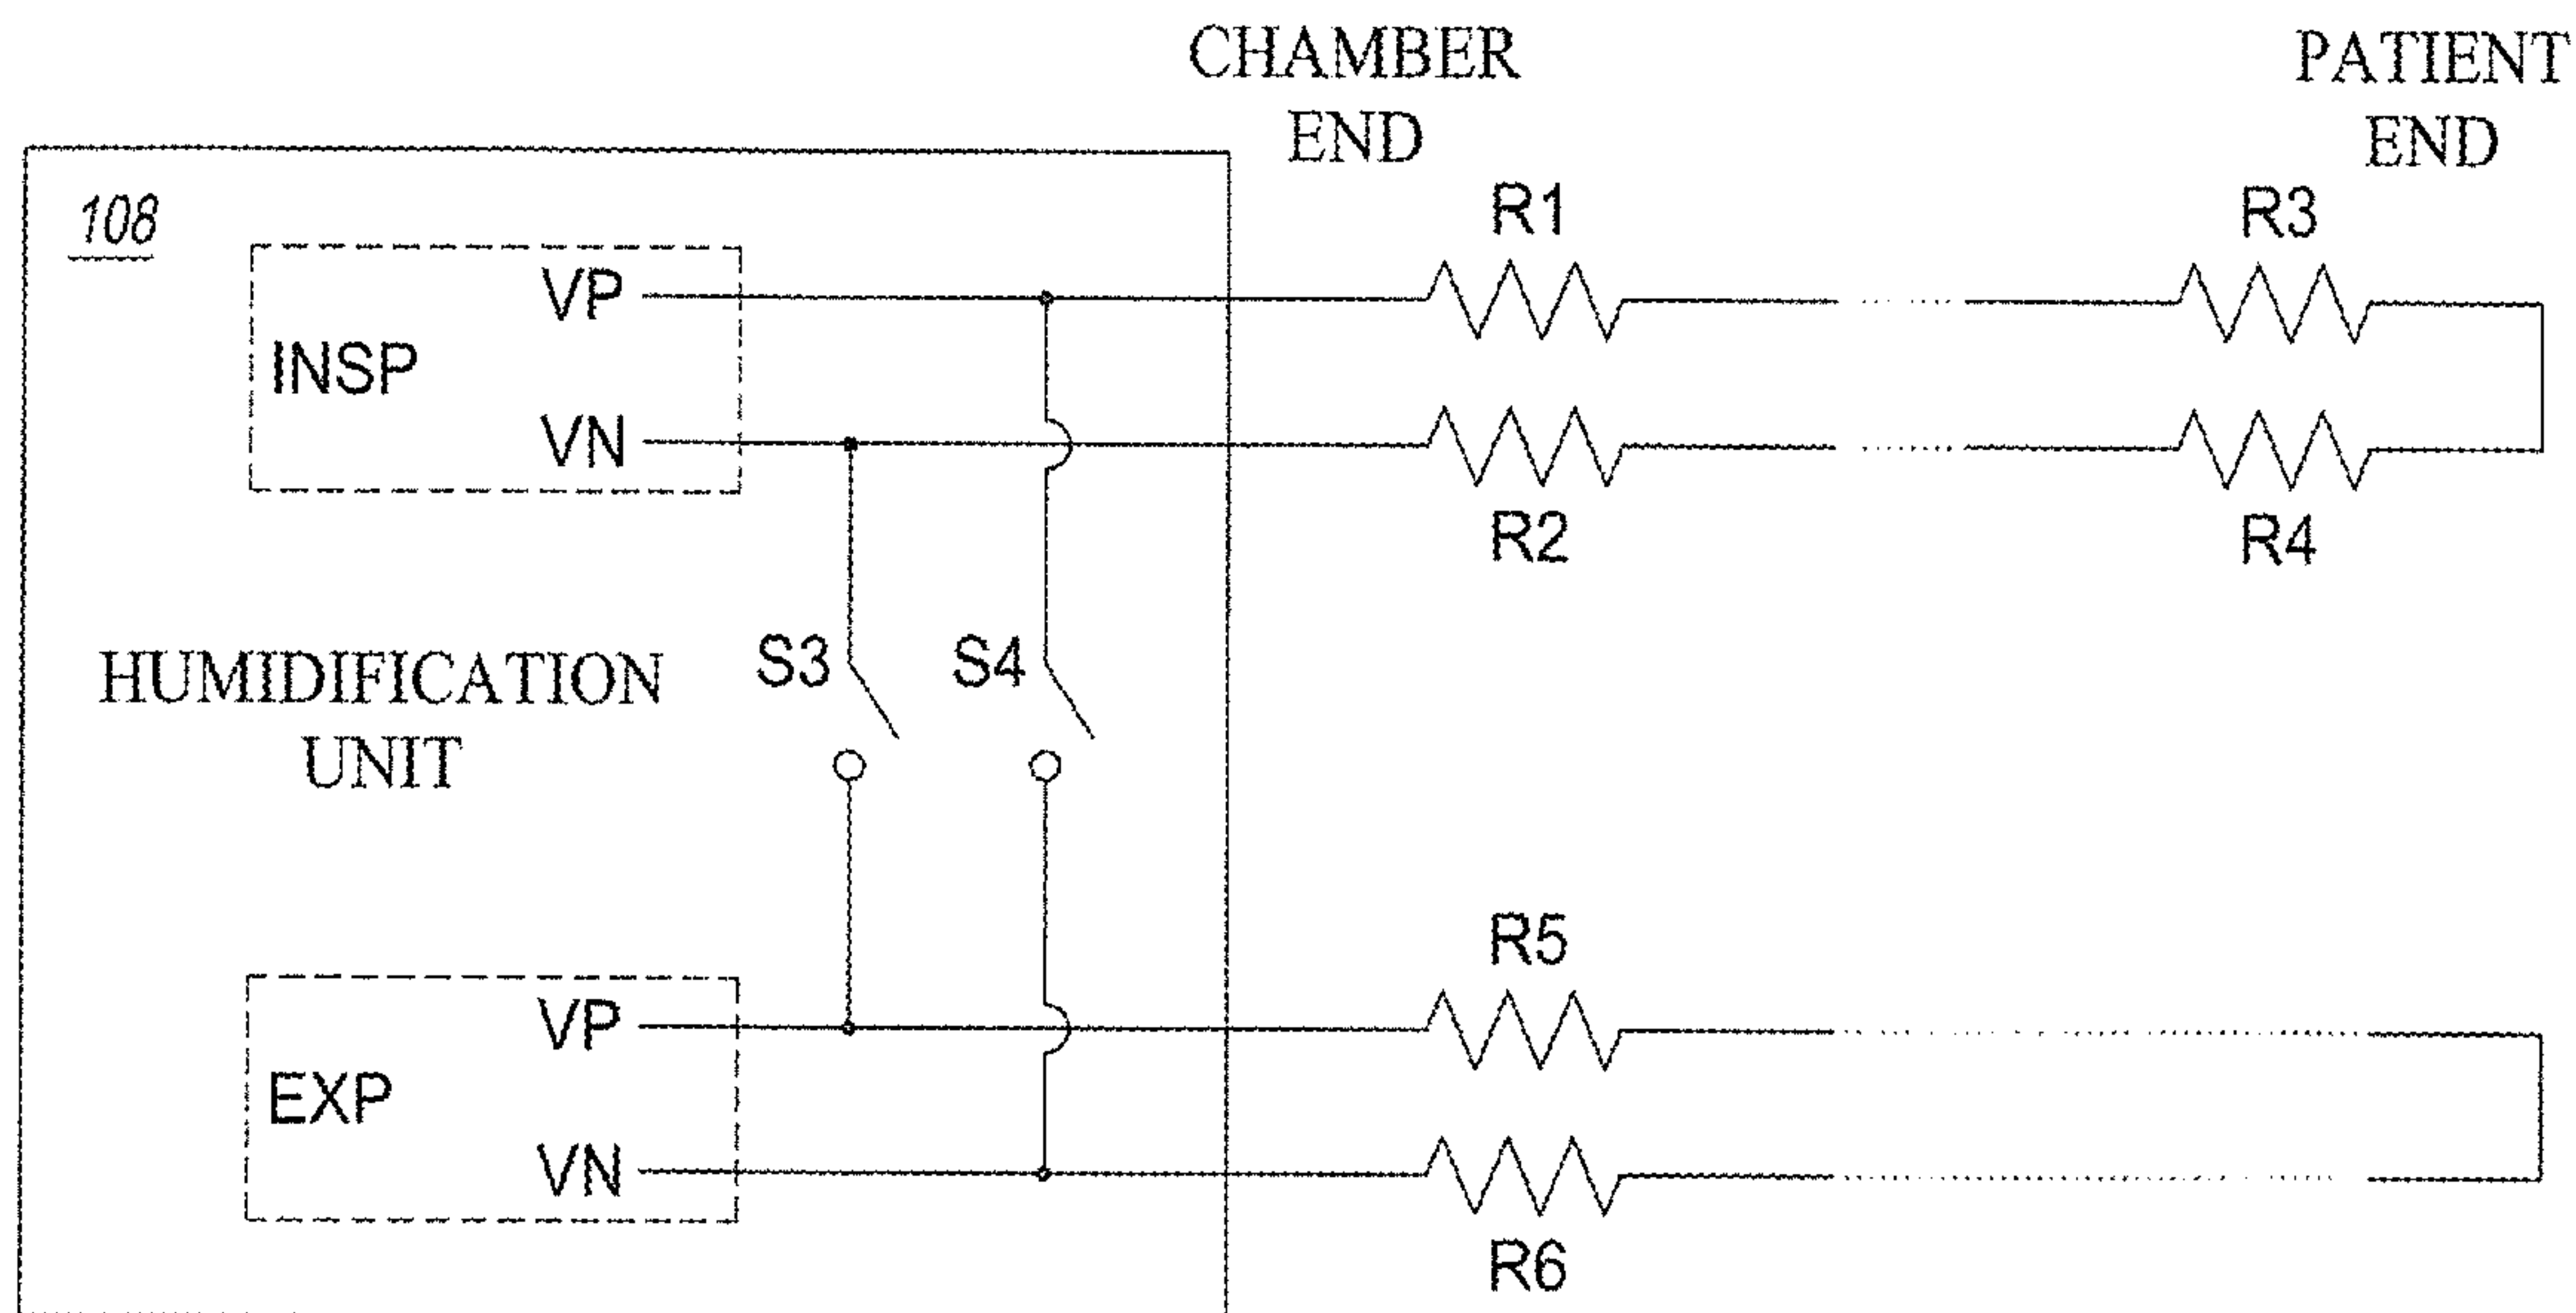 CHAMBER
END
PATIENT
END
108
R1
R3
VP
INSP
VN
R2
R4
S3
S4
HUMIDIFICATION
UNIT
R5
VP
EXP
VN
R6